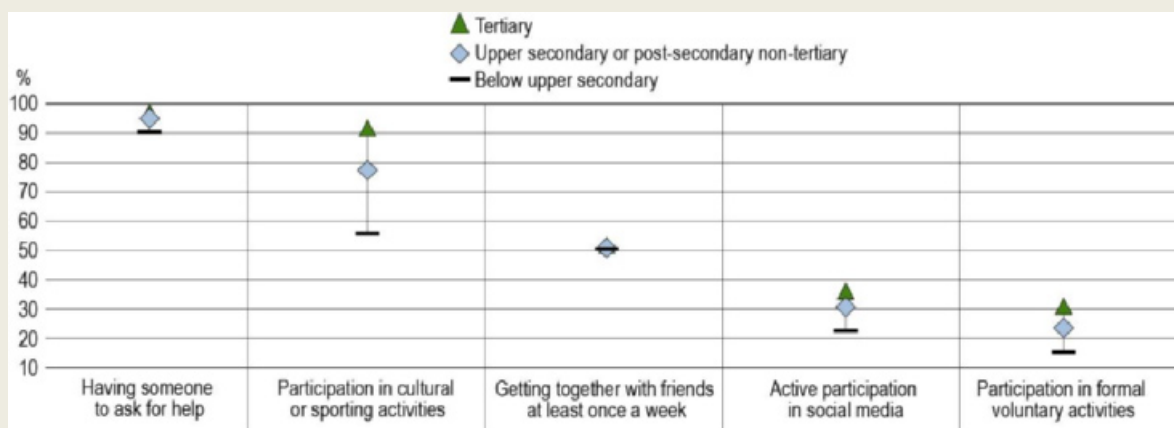 Tertiary
Upper secondary or post-secondary non-tertiary
Below upper secondary
%
100
90
80
70
60
50
40
30
20
10
Having someone
to ask for help
Participation in cultural
or sporting activities
Getting together with friends
at least once a week
Active participation
in social media
Participation in formal
voluntary activities